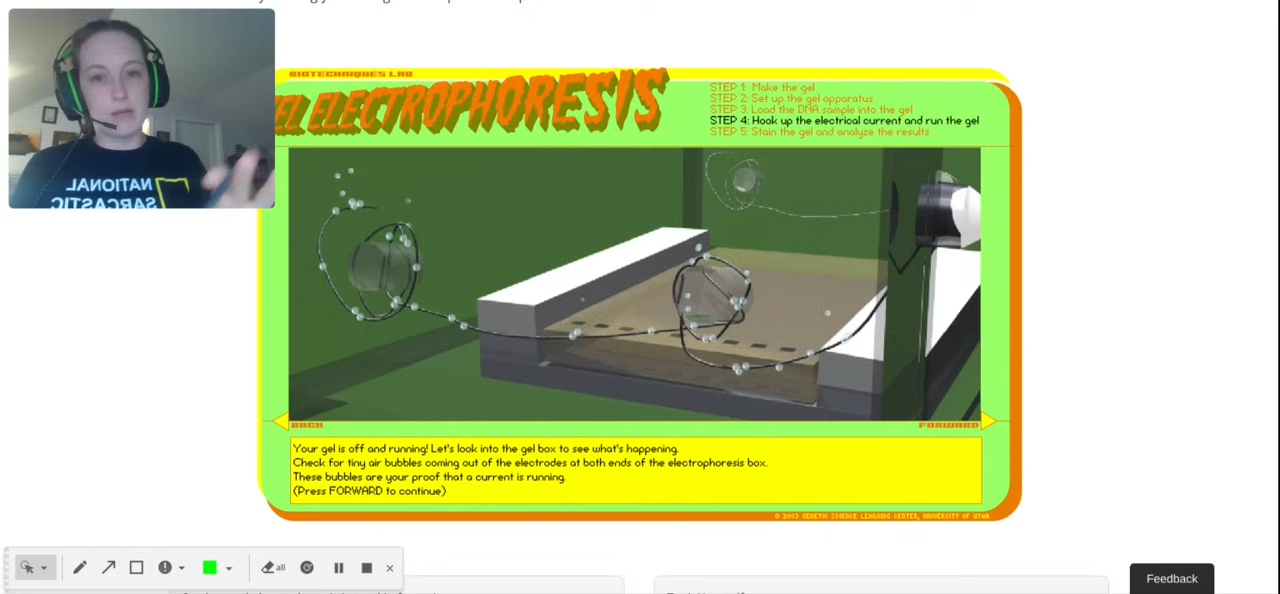 BIOTECHNIQUES LAB
EL ELECTROPHORESIS
STEP 1: Make the gel
STEP 2: Set up the gel apparatus
STEP 3: Load the DNA sample into the gel
STEP 4: Hook up the electrical current and run the gel
STEP 5: Stain the gel and analyze the results
NATIONAL
SARCASTIC
BACK
FORWARD
Your gel is off and running! Let's look into the gel box to see what's happening.
Check for tiny air bubbles coming out of the electrodes at both ends of the electrophoresis box.
These bubbles are your proof that a current is running.
(Press FORWARD to continue)
© 2003 GENETIC SCIENCE LEARNING CENTER, UNIVERSITY OF UTAH
all
Feedback